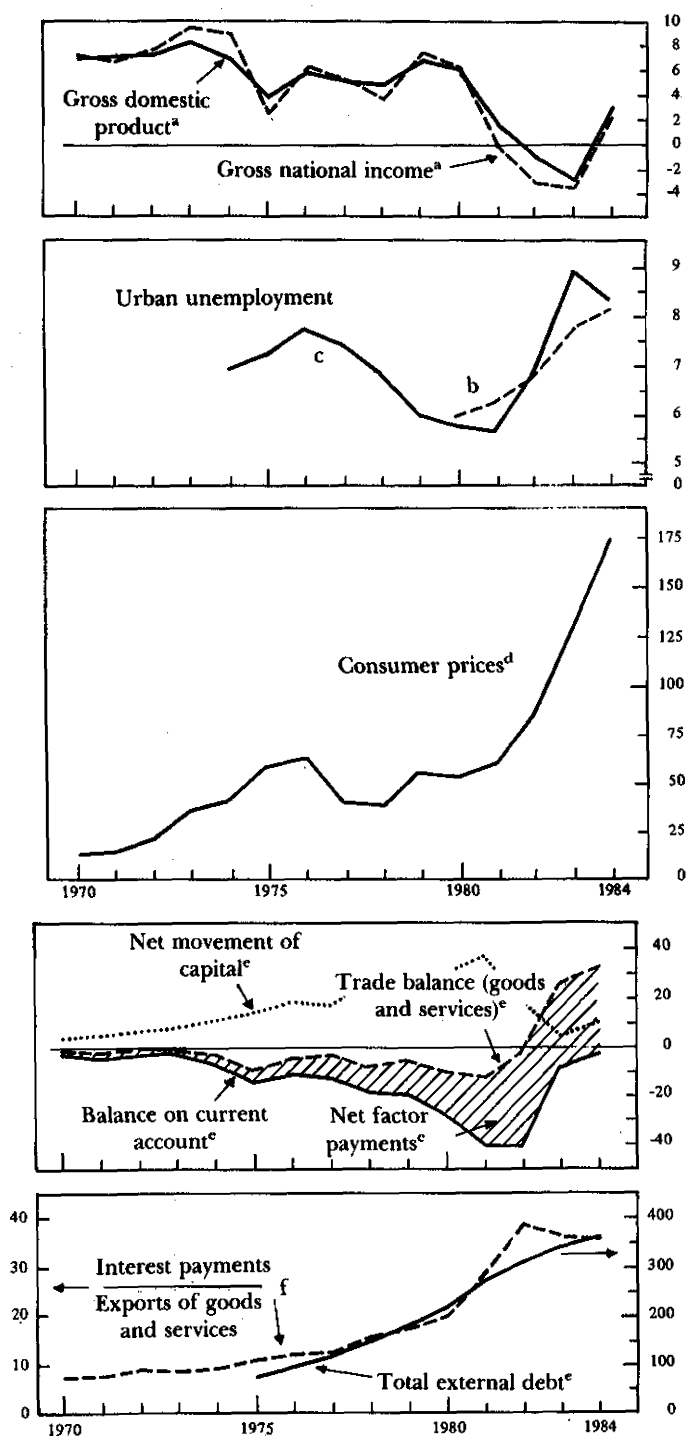 10
8
Gross domestic
product^a
6
4
2
0
Gross national income^a
-2
-4
9
Urban unemployment
8
c
b
7
6
5
0
175
150
125
Consumer prices^d
100
75
50
25
0
1970
1975
1980
1984
Net movement of
capital^e
40
Trade balance (goods
and services)^e
20
0
Balance on current
account^e
Net factor
payments^e
-20
-40
40
400
30
300
Interest payments
f
Exports of goods
and services
20
200
10
100
Total external debt^e
0
0
1970
1975
1980
1984